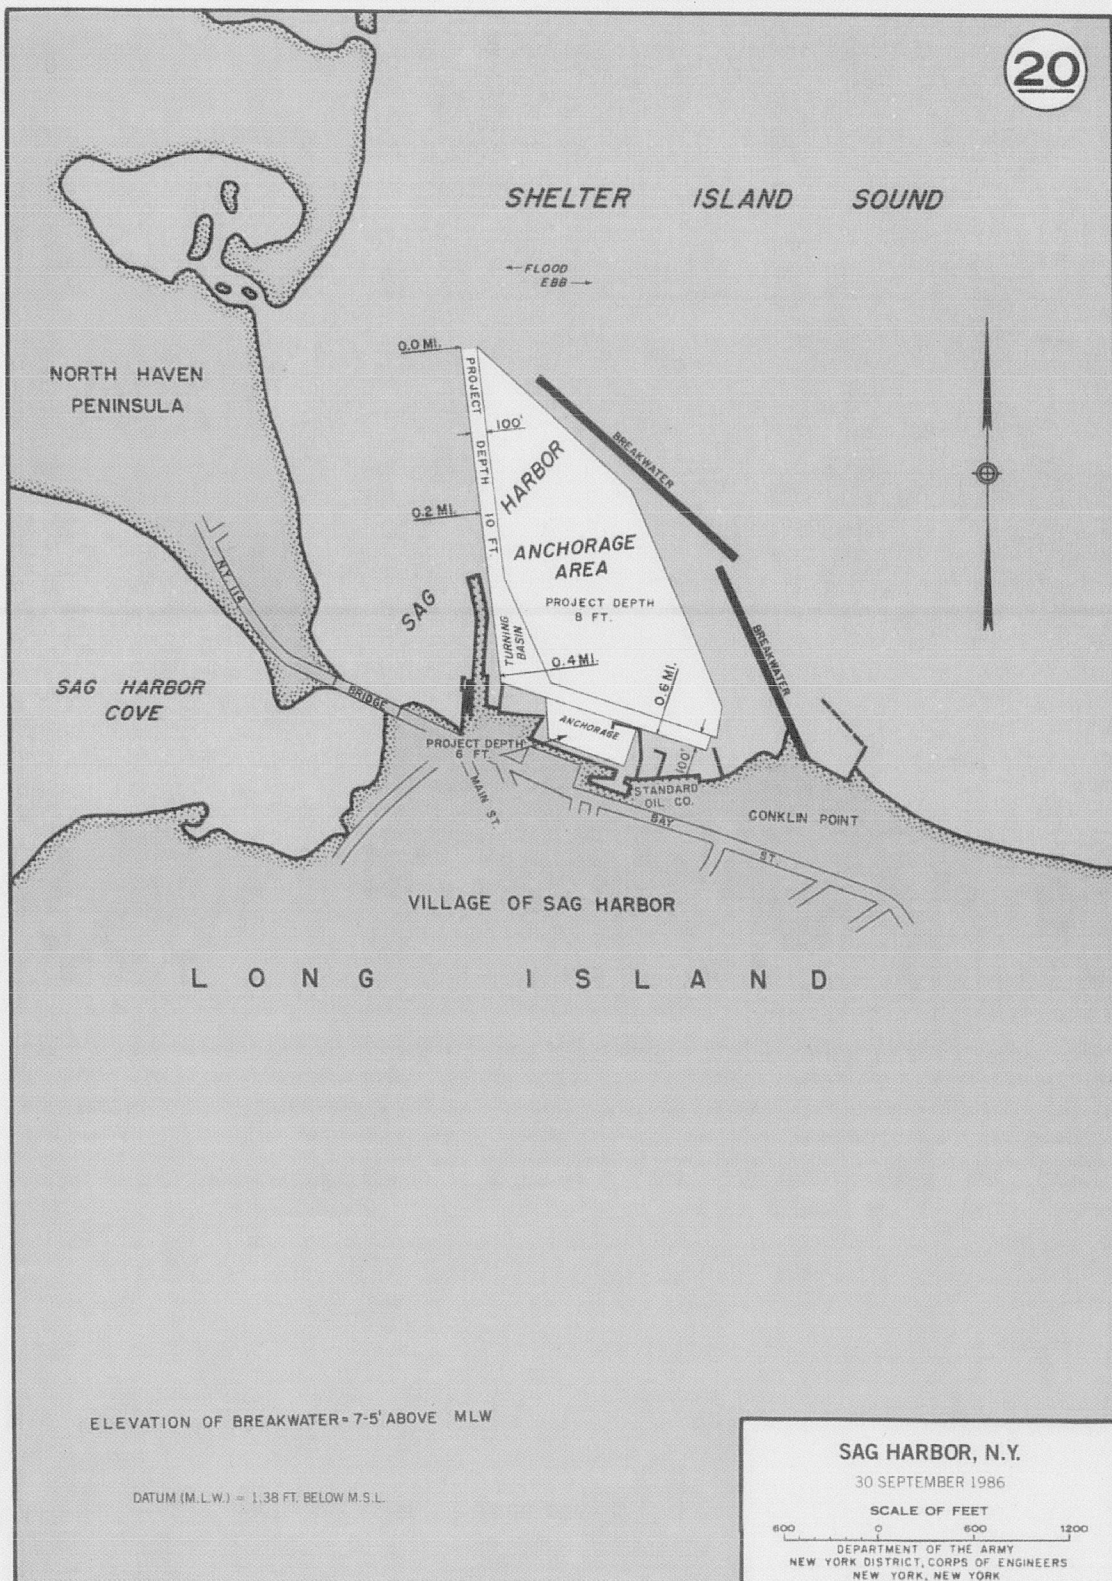 20
SHELTER ISLAND SOUND
←FLOOD
EBB→
0.0 MI.
NORTH HAVEN
PENINSULA
PROJECT DEPTH 10 FT.
100'
BREAKWATER
HARBOR
0.2 MI.
ANCHORAGE
AREA
PROJECT DEPTH
8 FT.
N.Y. 114
SAG
TURNING
BASIN
0.4 MI.
0.6 MI.
BREAKWATER
SAG HARBOR
COVE
BRIDGE
ANCHORAGE
PROJECT DEPTH
6 FT.
100'
MAIN ST.
STANDARD
OIL CO.
BAY ST.
CONKLIN POINT
VILLAGE OF SAG HARBOR
LONG ISLAND
ELEVATION OF BREAKWATER = 7-5' ABOVE MLW
DATUM (M.L.W.) = 1.38 FT. BELOW M.S.L.
SAG HARBOR, N.Y.
30 SEPTEMBER 1986
SCALE OF FEET
600 0 600 1200
DEPARTMENT OF THE ARMY
NEW YORK DISTRICT, CORPS OF ENGINEERS
NEW YORK, NEW YORK